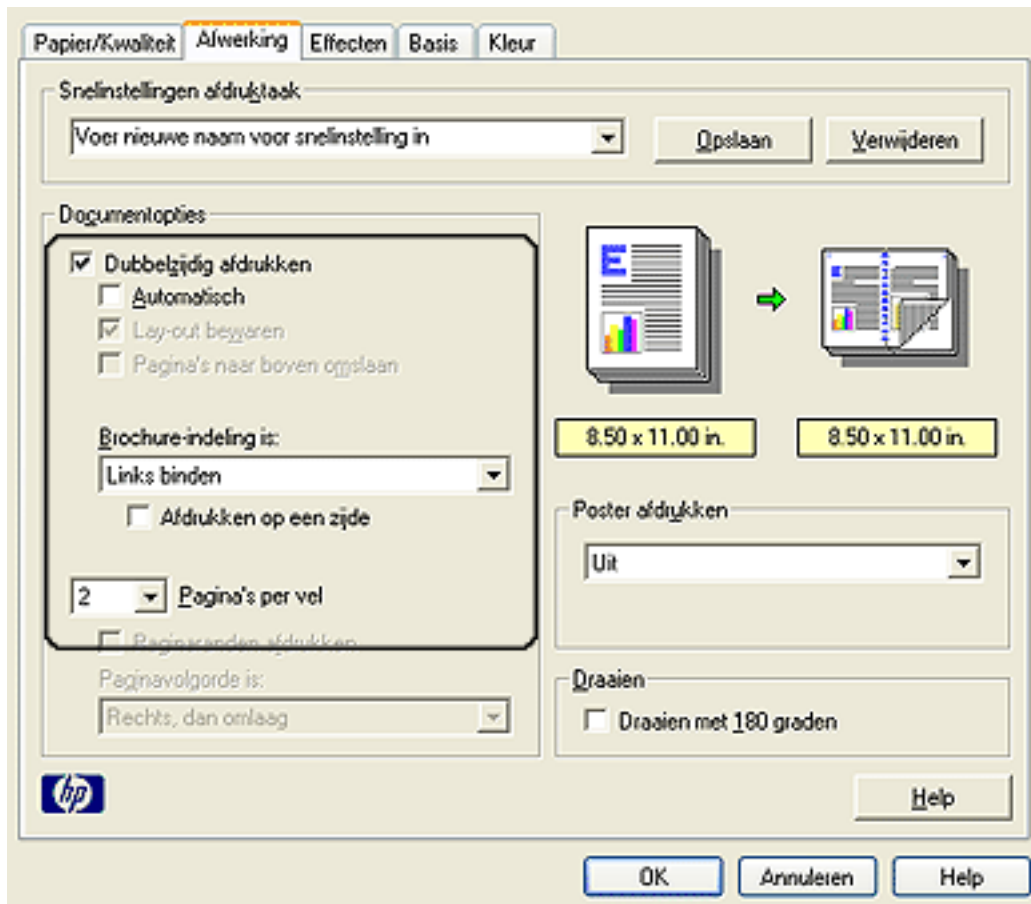 Papier/Kwaliteit Afwerking Effecten Basis Kleur
Snelinstellingen afdruktaak
Voer nieuwe naam voor snelinstelling in Opslaan Verwijderen
Documentopties
Dubbelzijdig afdrukken
Automatisch
Lay-out bewaren
Pagina's naar boven omslaan
Brochure-indeling is:
Links binden
Afdrukken op een zijde
2 Pagina's per vel
Paginaranden afdrukken
Paginavolgorde is:
Rechts, dan omlaag
E
8.50 x 11.00 in. 8.50 x 11.00 in.
Poster afdrukken
Uit
Draaien
Draaien met 180 graden
hp
Help
OK Annuleren Help